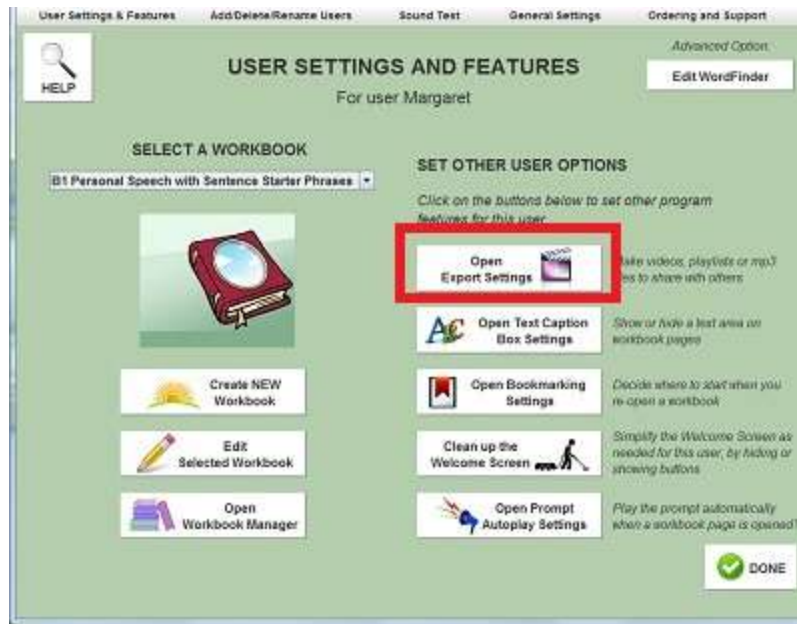 User Settings & Features Add/Delete/Rename Users Sound Test General Settings Ordering and Support
HELP
USER SETTINGS AND FEATURES
For user Margaret
Advanced Option:
Edit WordFinder
SELECT A WORKBOOK
B1 Personal Speech with Sentence Starter Phrases
Create NEW
Workbook
Edit
Selected Workbook
Open
Workbook Manager
SET OTHER USER OPTIONS
Click on the buttons below to set other program
features for this user
Open
Export Settings
videos, playlists or mp3
to share with others
Open Text Caption
Box Settings
Show or hide a text area on
workbook pages
Open Bookmarking
Settings
Decide where to start when you
re-open a workbook
Clean up the
Welcome Screen
Simplify the Welcome Screen as
needed for this user, by hiding or
showing buttons
Open Prompt
Autoplay Settings
Play the prompt automatically
when a workbook page is opened?
DONE